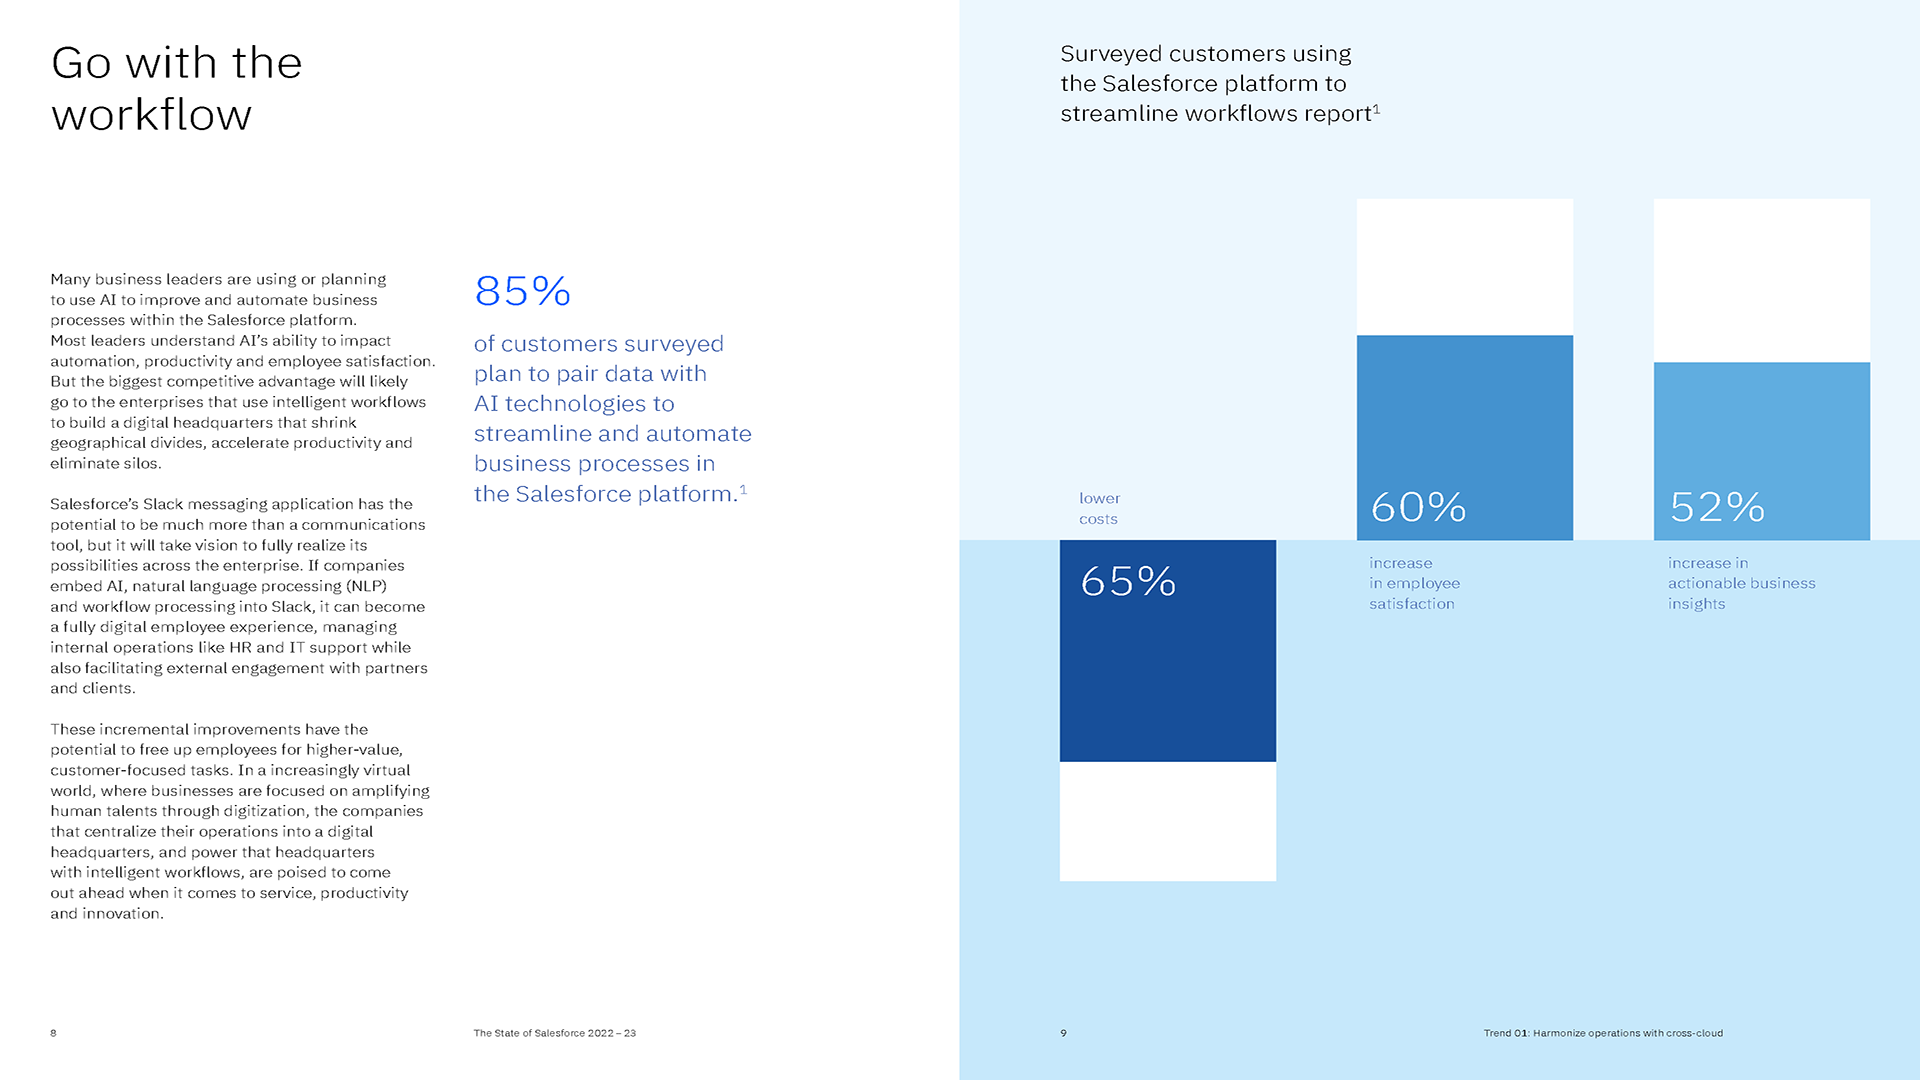 Go with the
workflow
Many business leaders are using or planning
to use AI to improve and automate business
processes within the Salesforce platform.
Most leaders understand AI’s ability to impact
automation, productivity and employee satisfaction.
But the biggest competitive advantage will likely
go to the enterprises that use intelligent workflows
to build a digital headquarters that shrink
geographical divides, accelerate productivity and
eliminate silos.
Salesforce’s Slack messaging application has the
potential to be much more than a communications
tool, but it will take vision to fully realize its
possibilities across the enterprise. If companies
embed AI, natural language processing (NLP)
and workflow processing into Slack, it can become
a fully digital employee experience, managing
internal operations like HR and IT support while
also facilitating external engagement with partners
and clients.
These incremental improvements have the
potential to free up employees for higher-value,
customer-focused tasks. In a increasingly virtual
world, where businesses are focused on amplifying
human talents through digitization, the companies
that centralize their operations into a digital
headquarters, and power that headquarters
with intelligent workflows, are poised to come
out ahead when it comes to service, productivity
and innovation.
85%
of customers surveyed
plan to pair data with
AI technologies to
streamline and automate
business processes in
the Salesforce platform.¹
8
The State of Salesforce 2022 – 23
Surveyed customers using
the Salesforce platform to
streamline workflows report¹
lower
costs
65%
60%
increase
in employee
satisfaction
52%
increase in
actionable business
insights
9
Trend 01: Harmonize operations with cross-cloud